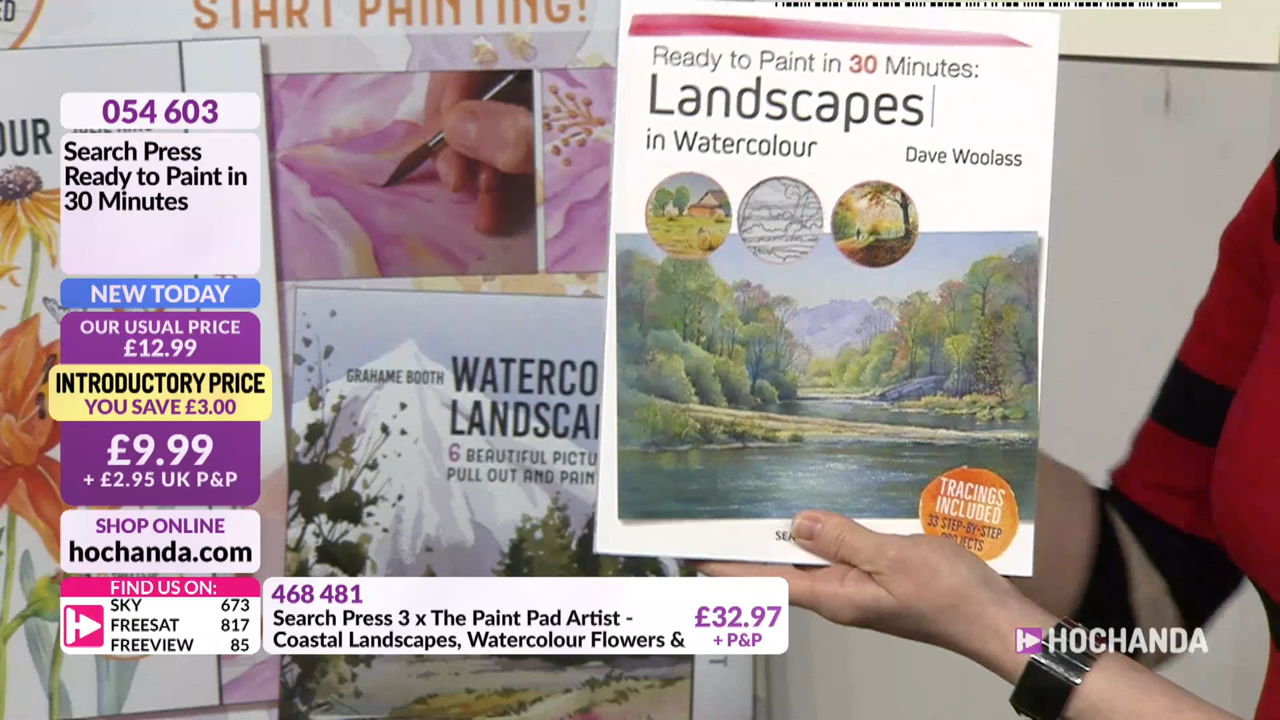 ED
START PAINTING!
OUR
054 603
Search Press
Ready to Paint in
30 Minutes
NEW TODAY
OUR USUAL PRICE
£12.99
INTRODUCTORY PRICE
YOU SAVE £3.00
£9.99
+ £2.95 UK P&P
SHOP ONLINE
hochanda.com
FIND US ON:
SKY 673
FREESAT 817
FREEVIEW 85
468 481
Search Press 3 x The Paint Pad Artist -
Coastal Landscapes, Watercolour Flowers &
£32.97
+ P&P
GRAHAME BOOTH
WATERCO
LANDSCA
6 BEAUTIFUL PICTU
PULL OUT AND PAIN
Ready to Paint in 30 Minutes:
Landscapes
in Watercolour
Dave Woolass
TRACINGS
INCLUDED
33 STEP-BY-STEP
PROJECTS
HOCHANDA